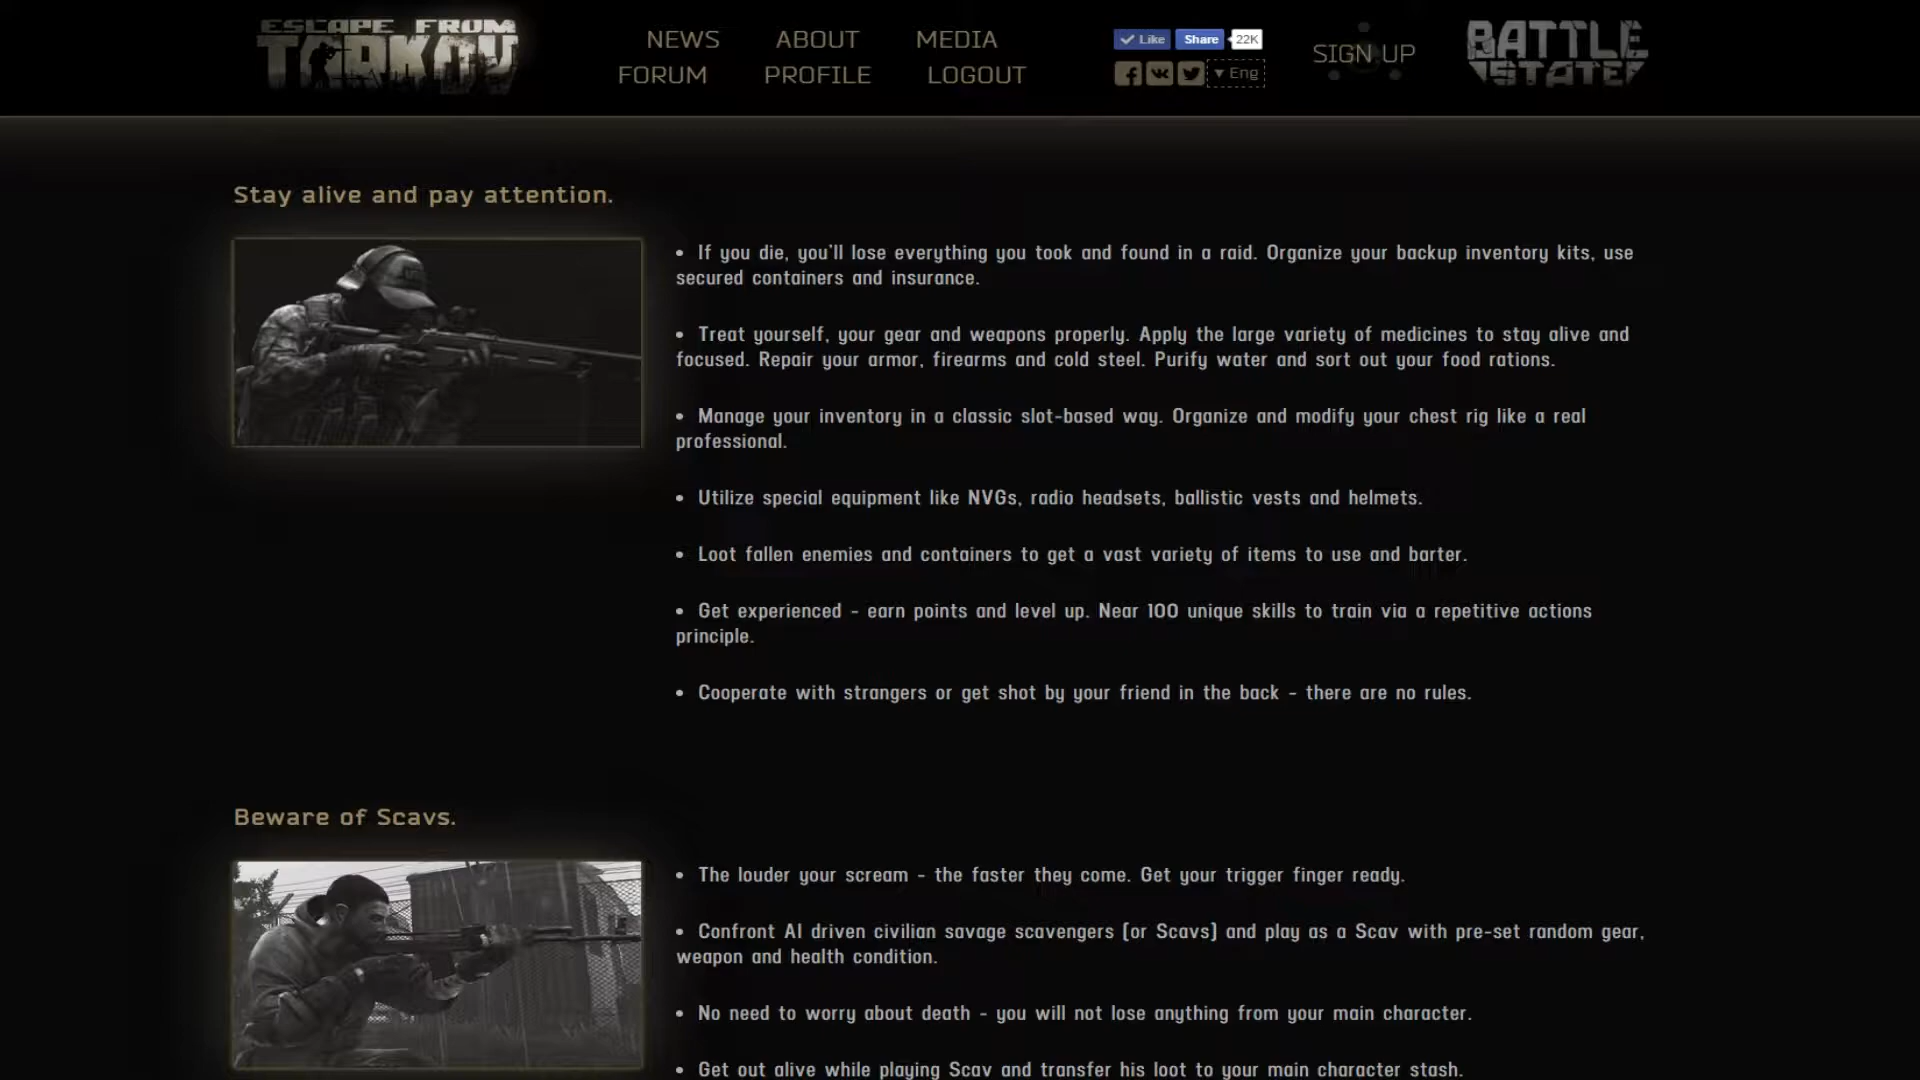 ESCAPE FROM
TARKOV
NEWS ABOUT MEDIA
FORUM PROFILE LOGOUT
Like Share 22K
▼ Eng
SIGN UP
BATTLE
STATE
Stay alive and pay attention.
• If you die, you'll lose everything you took and found in a raid. Organize your backup inventory kits, use
secured containers and insurance.
• Treat yourself, your gear and weapons properly. Apply the large variety of medicines to stay alive and
focused. Repair your armor, firearms and cold steel. Purify water and sort out your food rations.
• Manage your inventory in a classic slot-based way. Organize and modify your chest rig like a real
professional.
• Utilize special equipment like NVGs, radio headsets, ballistic vests and helmets.
• Loot fallen enemies and containers to get a vast variety of items to use and barter.
• Get experienced - earn points and level up. Near 100 unique skills to train via a repetitive actions
principle.
• Cooperate with strangers or get shot by your friend in the back - there are no rules.
Beware of Scavs.
• The louder your scream - the faster they come. Get your trigger finger ready.
• Confront AI driven civilian savage scavengers (or Scavs) and play as a Scav with pre-set random gear,
weapon and health condition.
• No need to worry about death - you will not lose anything from your main character.
• Get out alive while playing Scav and transfer his loot to your main character stash.